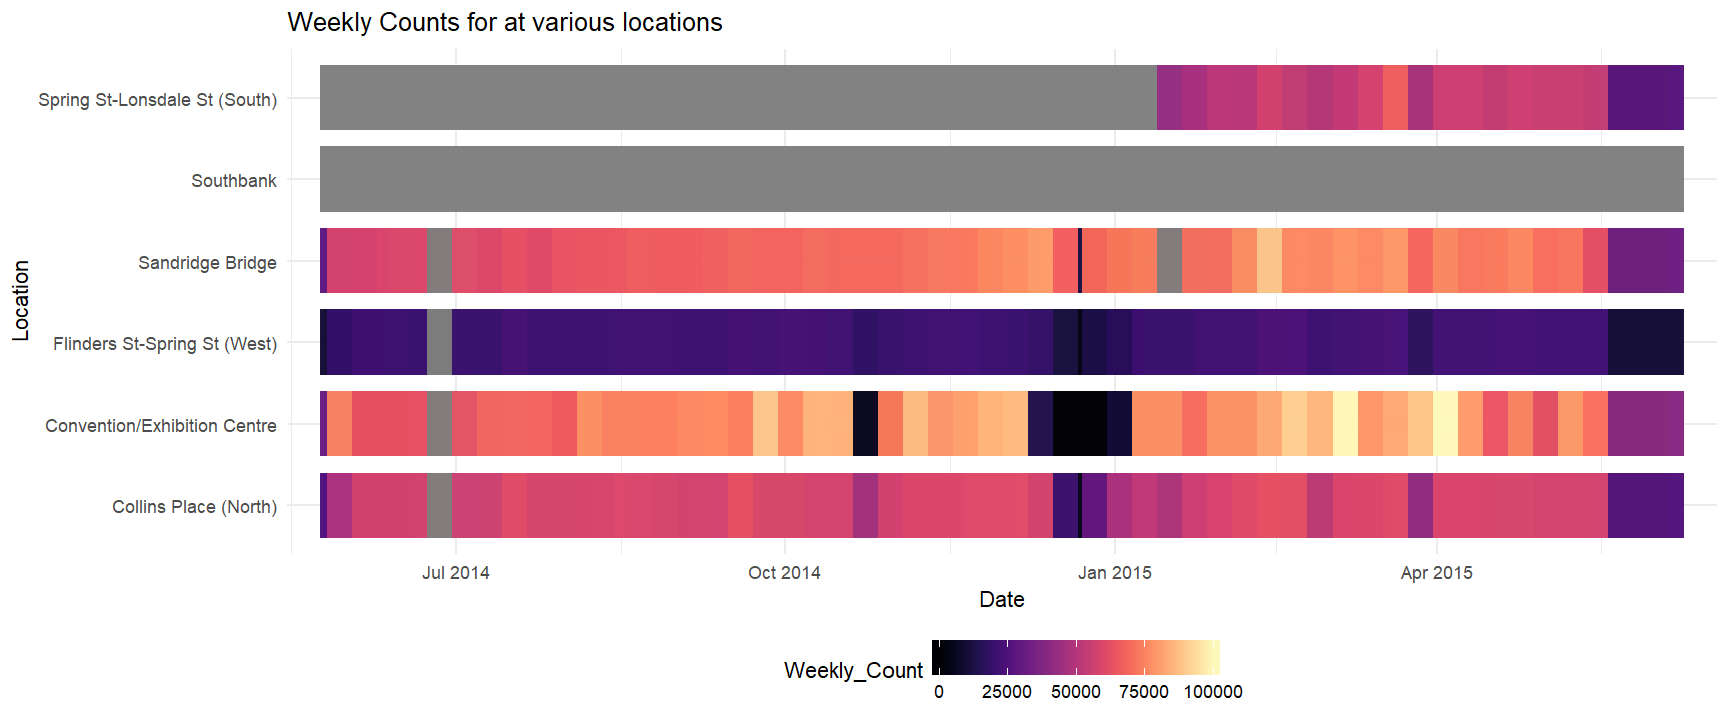 Weekly Counts for at various locations
Spring St-Lonsdale St (South)
Southbank
Sandridge Bridge
Flinders St-Spring St (West)
Convention/Exhibition Centre
Collins Place (North)
Location
Jul 2014 Oct 2014 Jan 2015 Apr 2015
Date
Weekly_Count
0 25000 50000 75000 100000